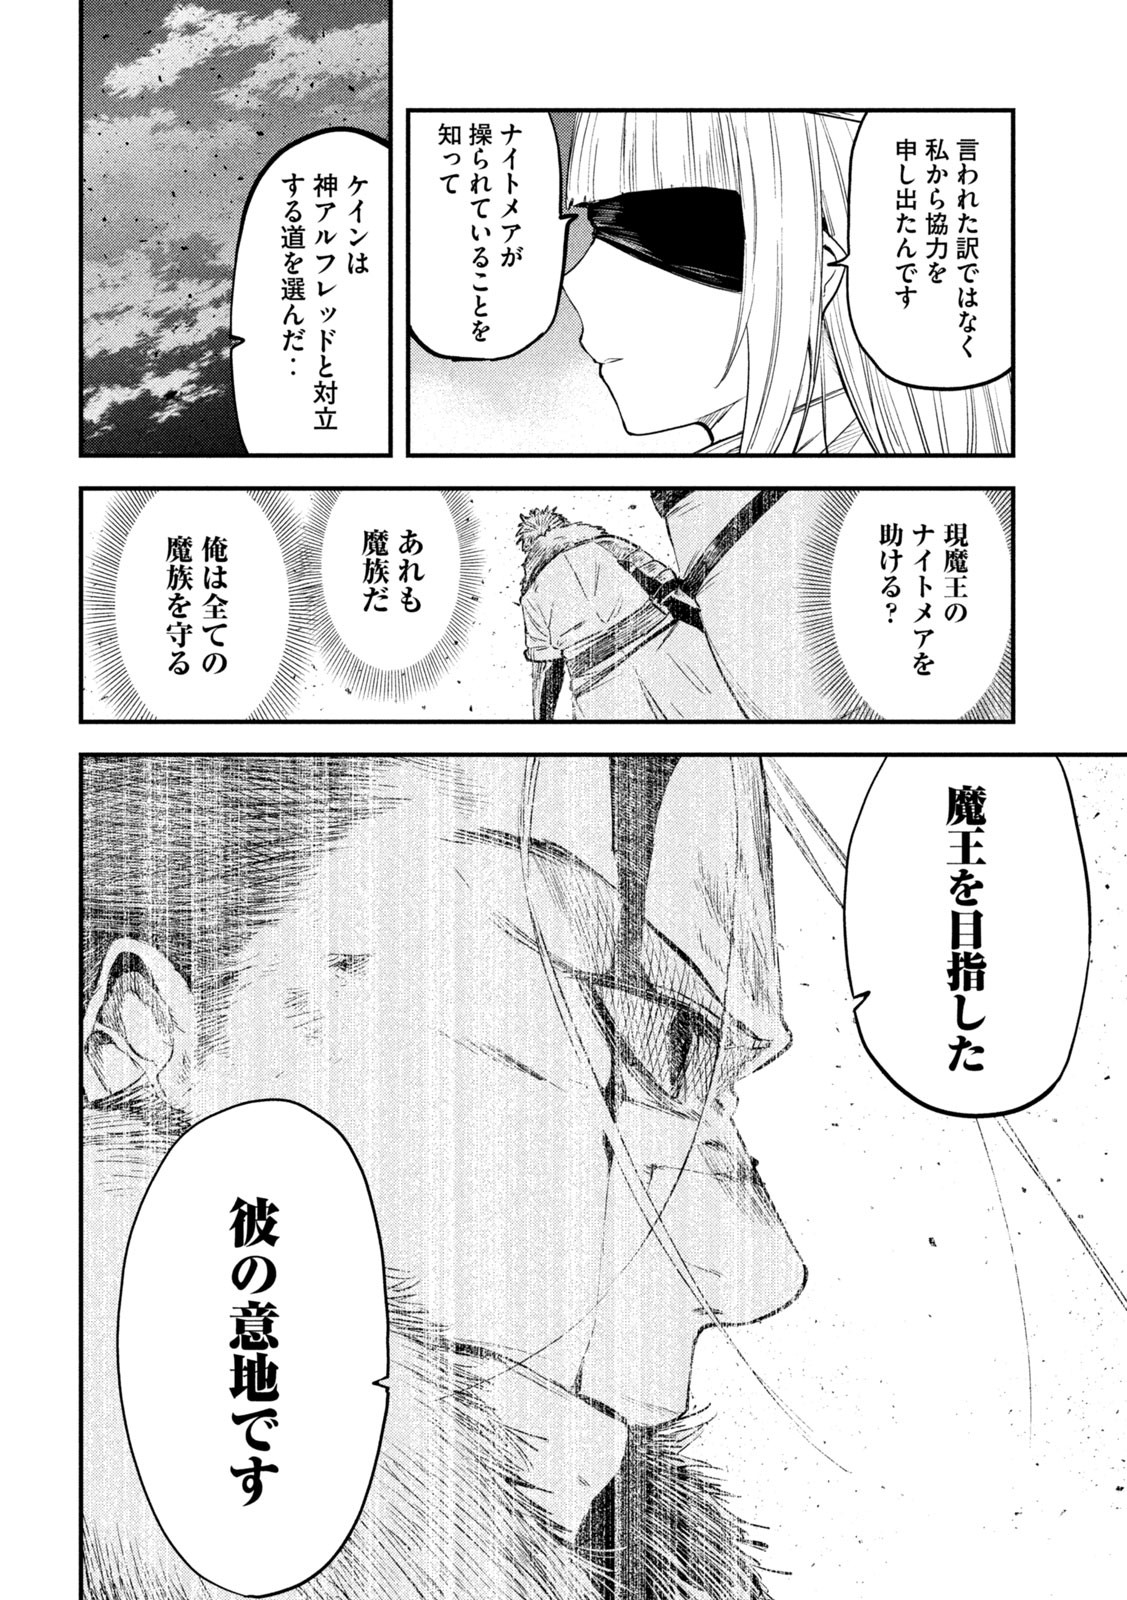 言われた訳ではなく
私から協力を
申し出たんです
ナイトメアが
操られていることを
知って
ケインは
神アルフレッドと対立
する道を選んだ‥
現魔王の
ナイトメアを
助ける?
あれも
魔族だ
俺は全ての
魔族を守る
魔王を目指した
彼の意地です